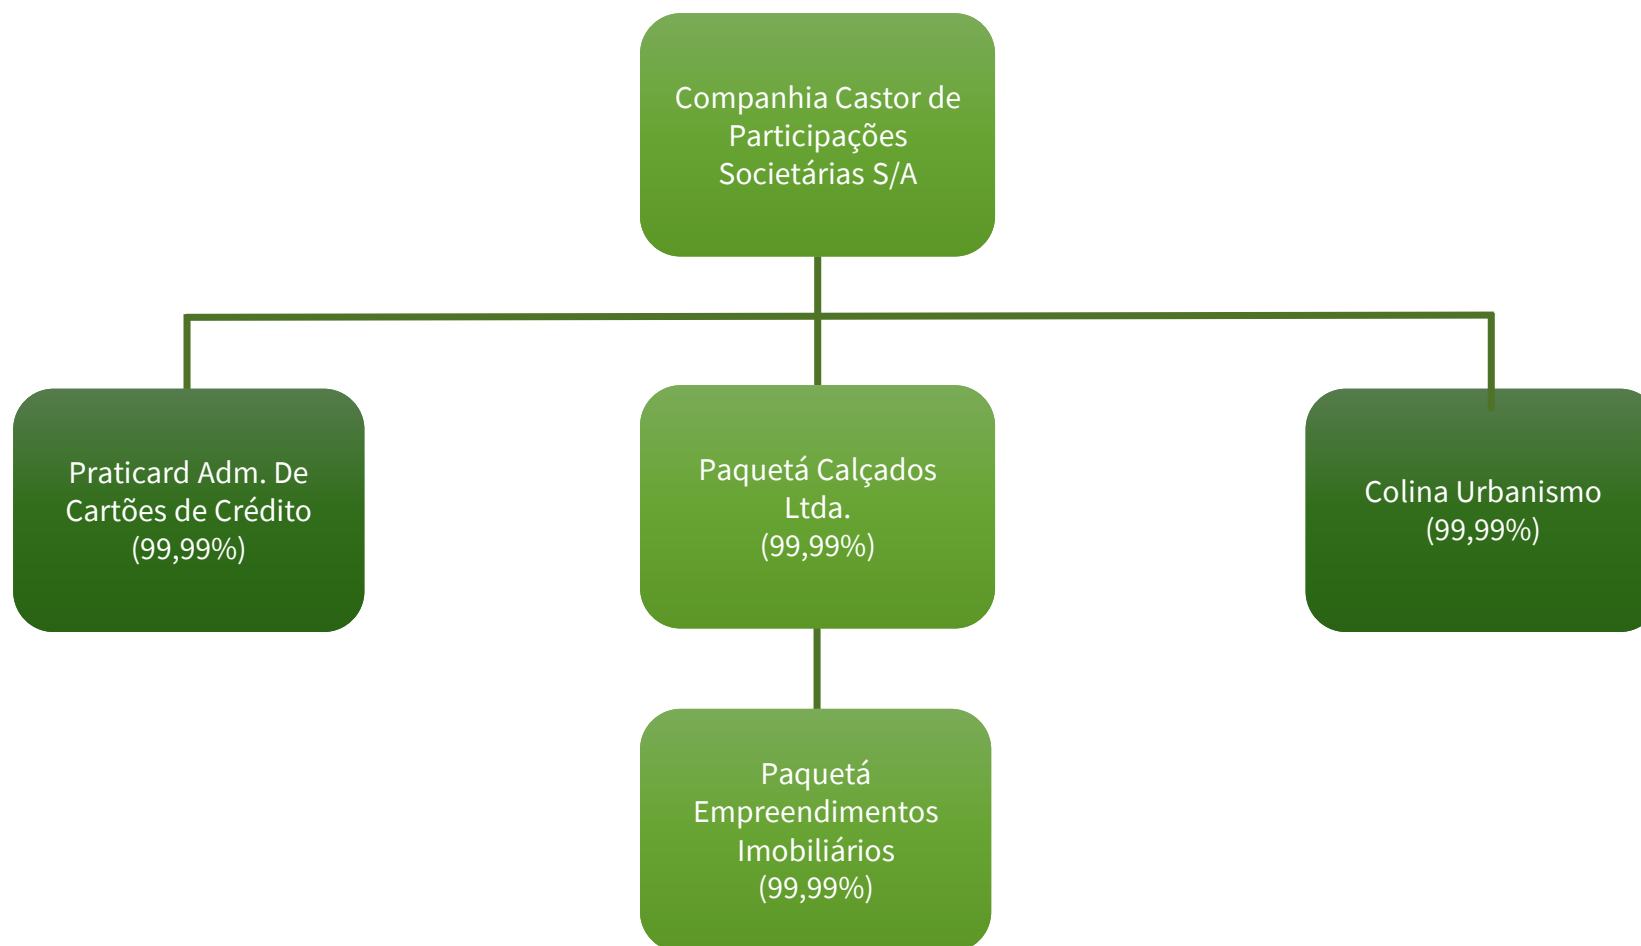 Companhia Castor de
Participações
Societárias S/A
Praticard Adm. De
Cartões de Crédito
(99,99%)
Paquetá Calçados
Ltda.
(99,99%)
Colina Urbanismo
(99,99%)
Paquetá
Empreendimentos
Imobiliários
(99,99%)